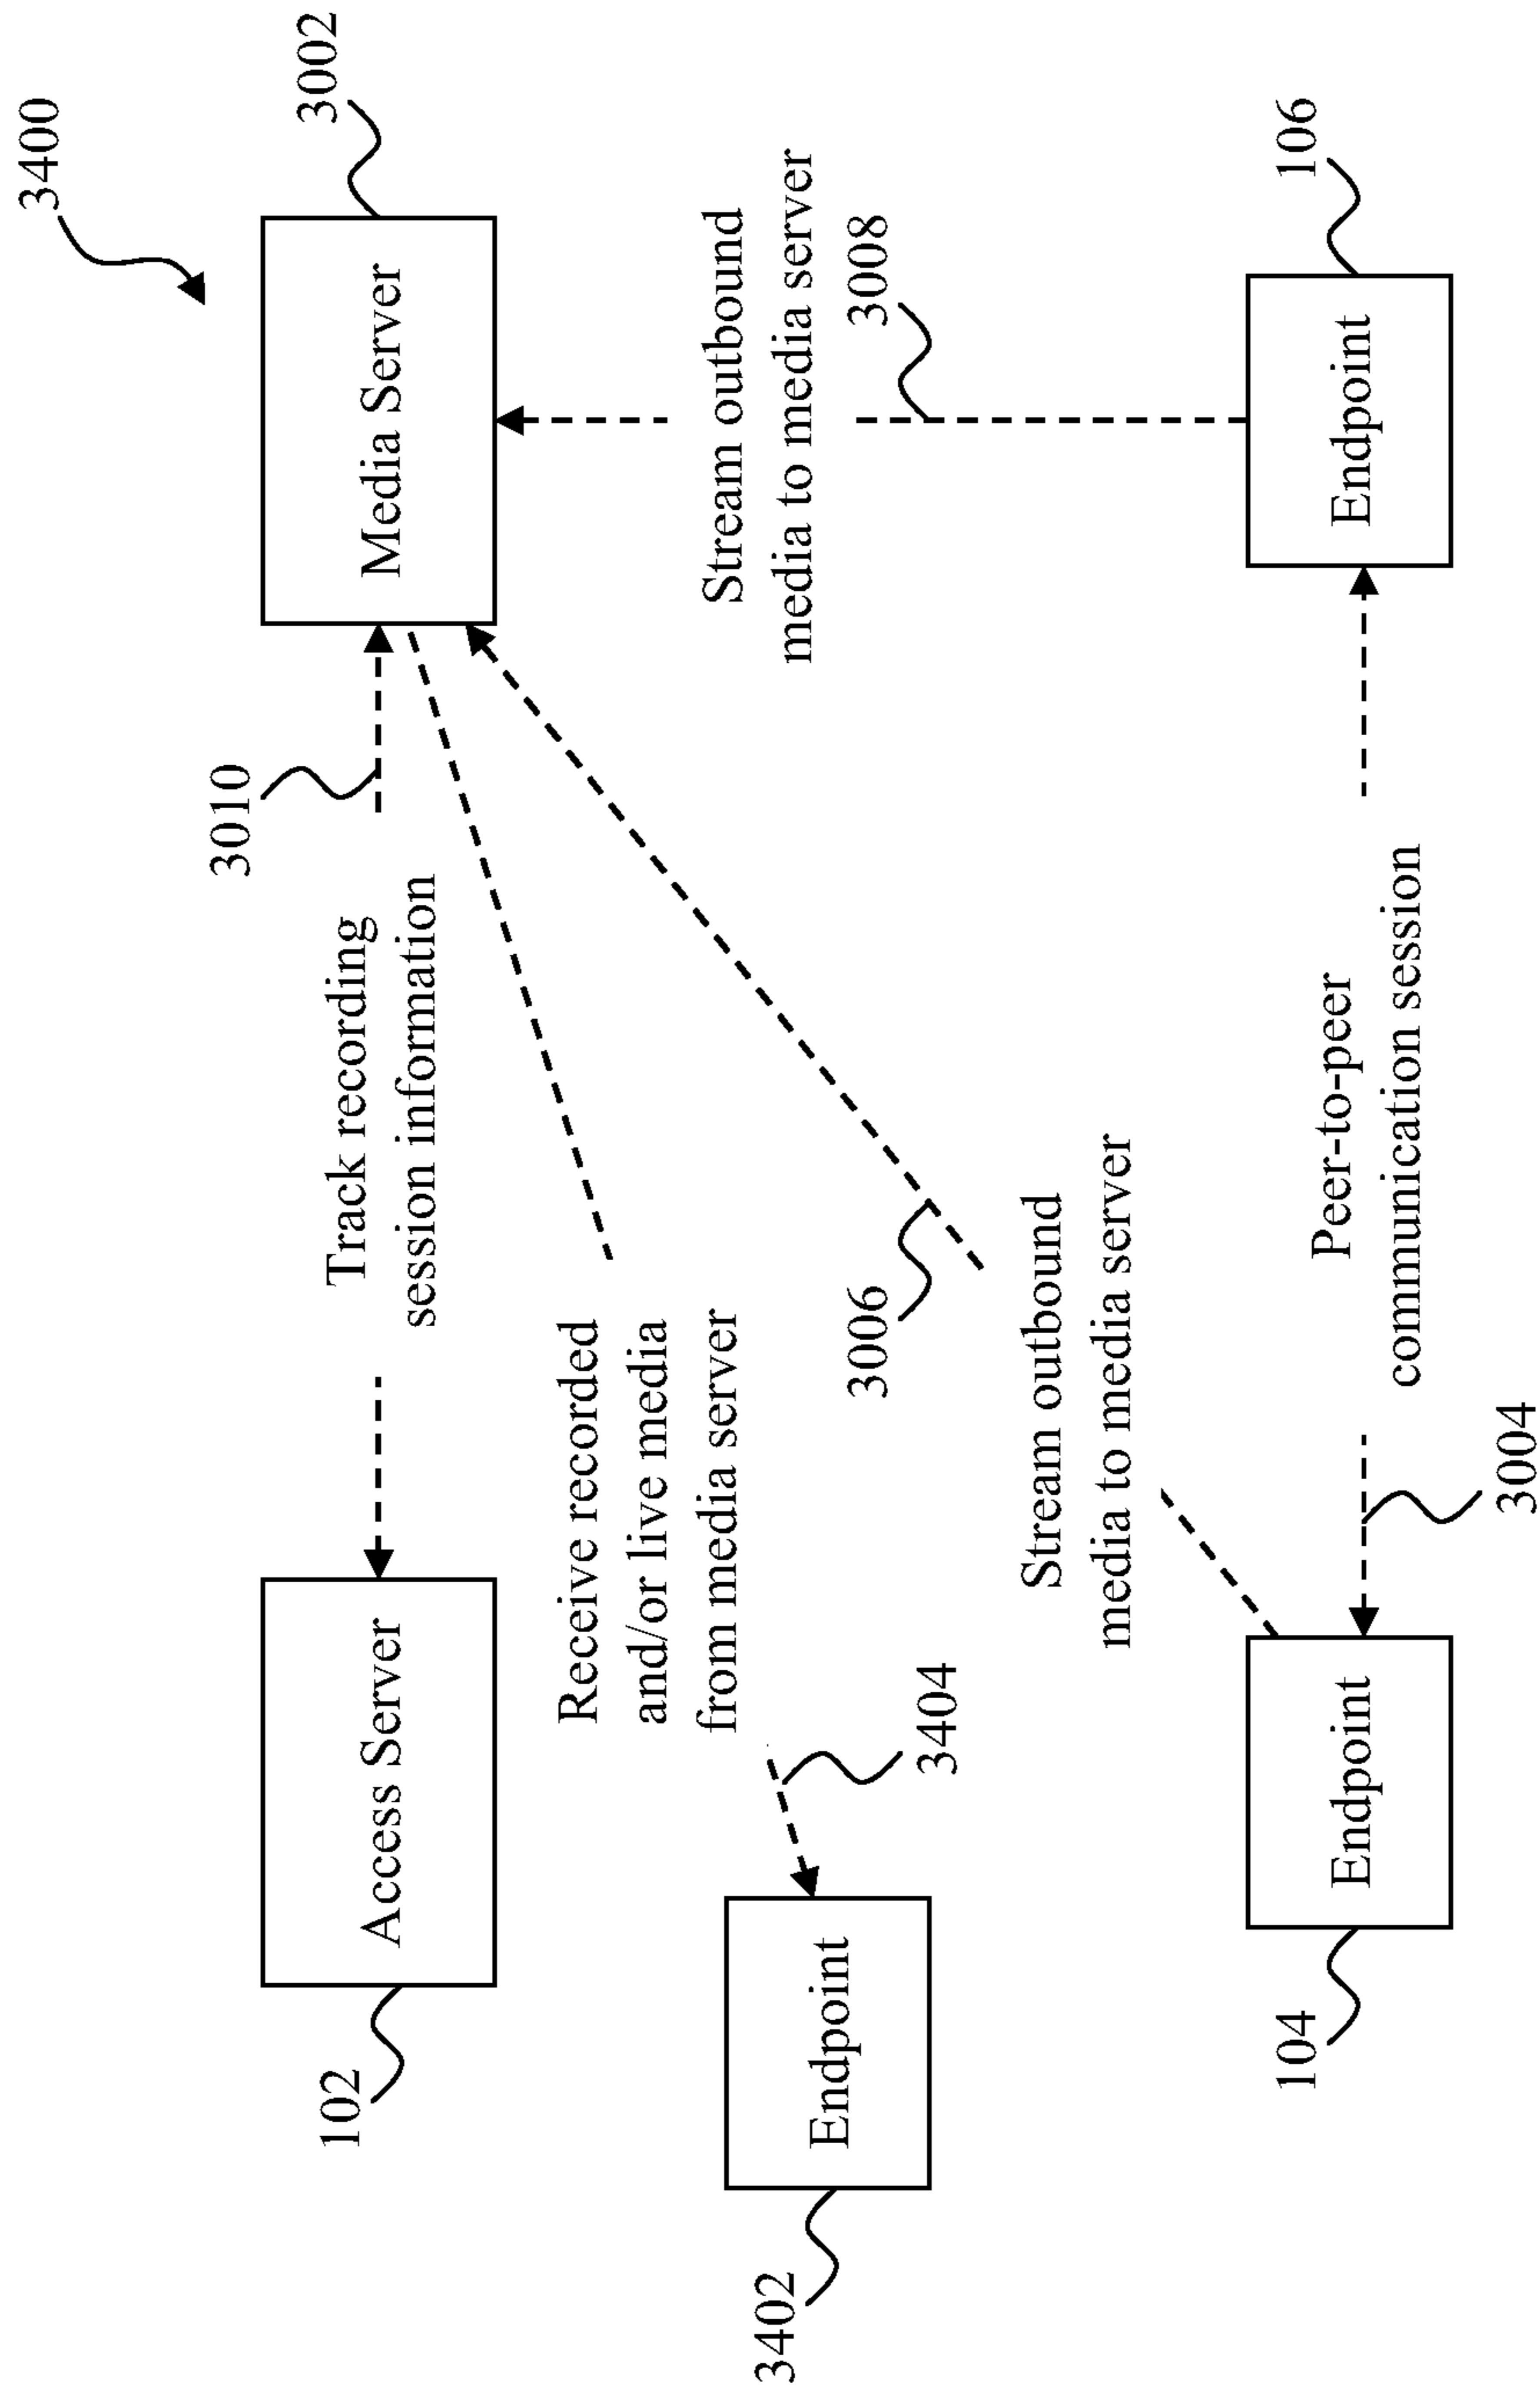 3400
102
Access Server
Track recording
session information
3010
Media Server
3002
3402
Endpoint
3404
Receive recorded
and/or live media
from media server
3006
Stream outbound
media to media server
3008
Stream outbound
media to media server
104
Endpoint
3004
Peer-to-peer
communication session
Endpoint
106